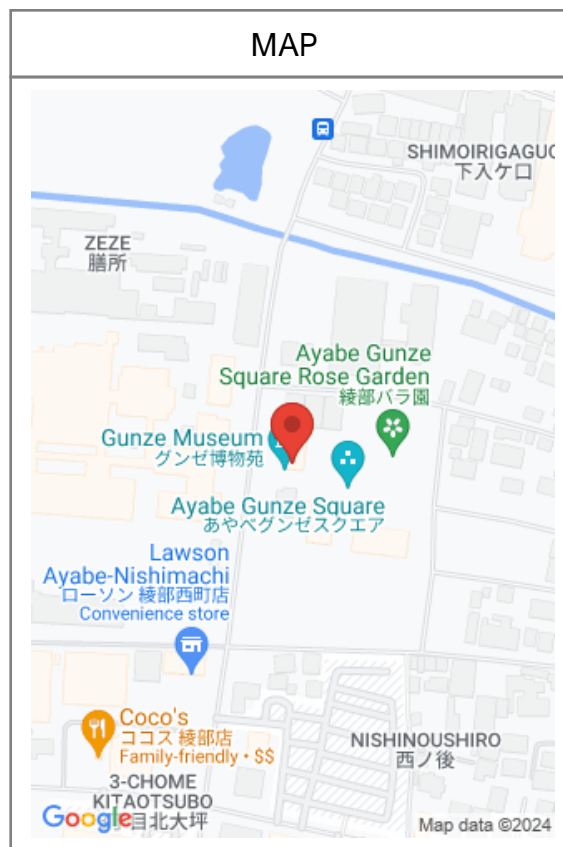 MAP
SHIMOIRIGAGUC
下入ケ口
ZEZE
膳所
Ayabe Gunze
Square Rose Garden
綾部バラ園
Gunze Museum
グンゼ博物苑
Ayabe Gunze Square
あやべグンゼスクエア
Lawson
Ayabe-Nishimachi
ローソン 綾部西町店
Convenience store
Coco's
ココス 綾部店
Family-friendly • $$
NISHINOUSHIRO
西ノ後
3-CHOME
KITAOTSUBO
目北大坪
Google
Map data ©2024